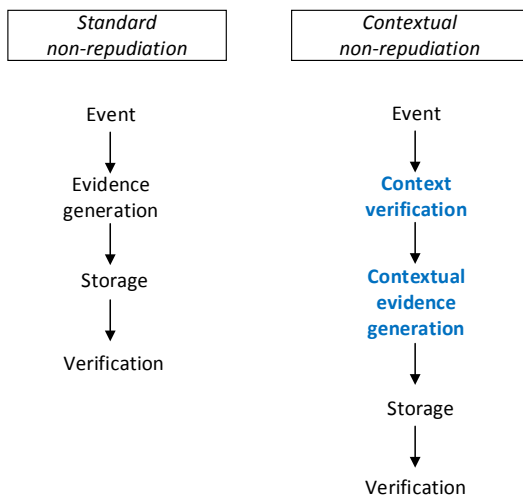 Standard
non-repudiation
Event
Evidence
generation
Storage
Verification
Contextual
non-repudiation
Event
Context
verification
Contextual
evidence
generation
Storage
Verification